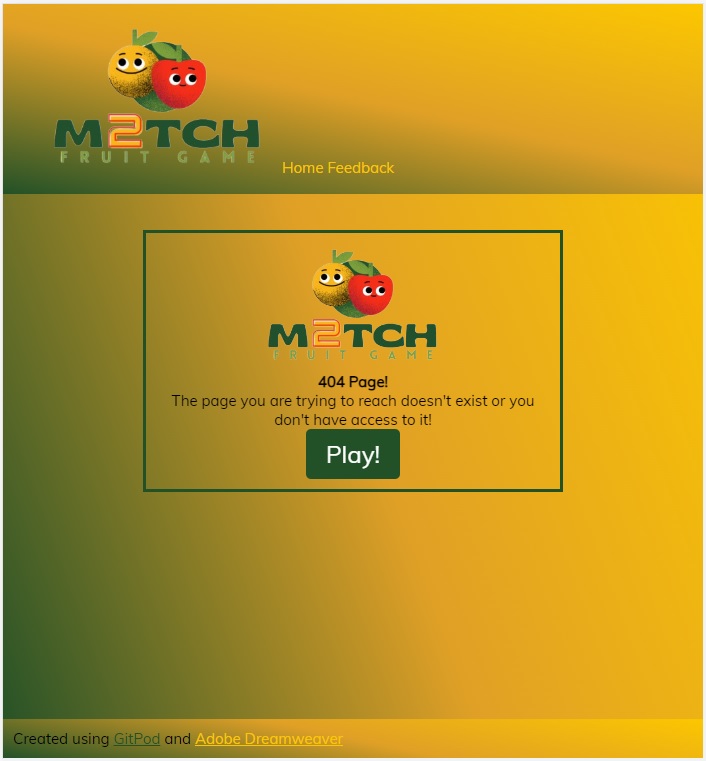 M2TCH
FRUIT GAME
Home Feedback
M2TCH
FRUIT GAME
404 Page!
The page you are trying to reach doesn't exist or you
don't have access to it!
Play!
Created using GitPod and Adobe Dreamweaver